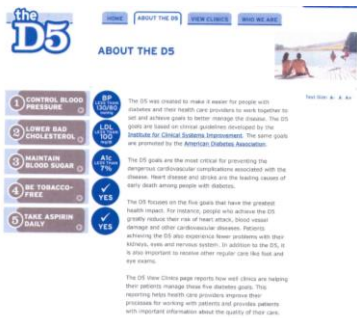 the
D5
HOME
ABOUT THE D5
VIEW CLINICS
WHO WE ARE
ABOUT THE D5
Text Size: A- A A+
1 CONTROL BLOOD
PRESSURE
BP
LESS THAN
130/80
2 LOWER BAD
CHOLESTEROL
LDL
LESS THAN
100
3 MAINTAIN
BLOOD SUGAR
A1c
LESS THAN
7%
4 BE TOBACCO-
FREE
YES
5 TAKE ASPIRIN
DAILY
YES
The D5 was created to make it easier for people with
diabetes and their health care providers to work together to
set and achieve goals to better manage the disease. The D5
goals are based on clinical guidelines developed by the
Institute for Clinical Systems Improvement. The same goals
are promoted by the American Diabetes Association.
The D5 goals are the most critical for preventing the
dangerous cardiovascular complications associated with the
disease. Heart disease and stroke are the leading causes of
early death among people with diabetes.
The D5 focuses on the five goals that have the greatest
health impact. For instance, people who achieve the D5
greatly reduce their risk of heart attack, blood vessel
damage and other cardiovascular diseases. Patients
achieving the D5 also experience fewer problems with their
kidneys, eyes and nervous system. In addition to the D5, it
is also important to receive other regular care like foot and
eye exams.
The D5 View Clinics page reports how well clinics are helping
their patients manage these five diabetes goals. This
reporting helps health care providers improve their
processes for working with patients and provides patients
with important information about the quality of their care.